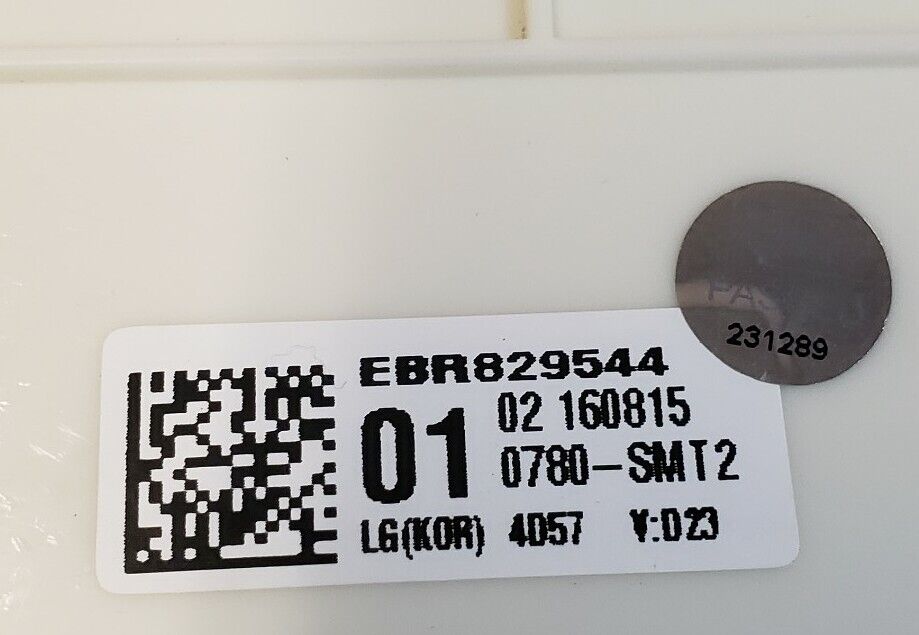 EBR829544
01
02 160815
0780-SMT2
LG(KOR) 4057 V:023
231289